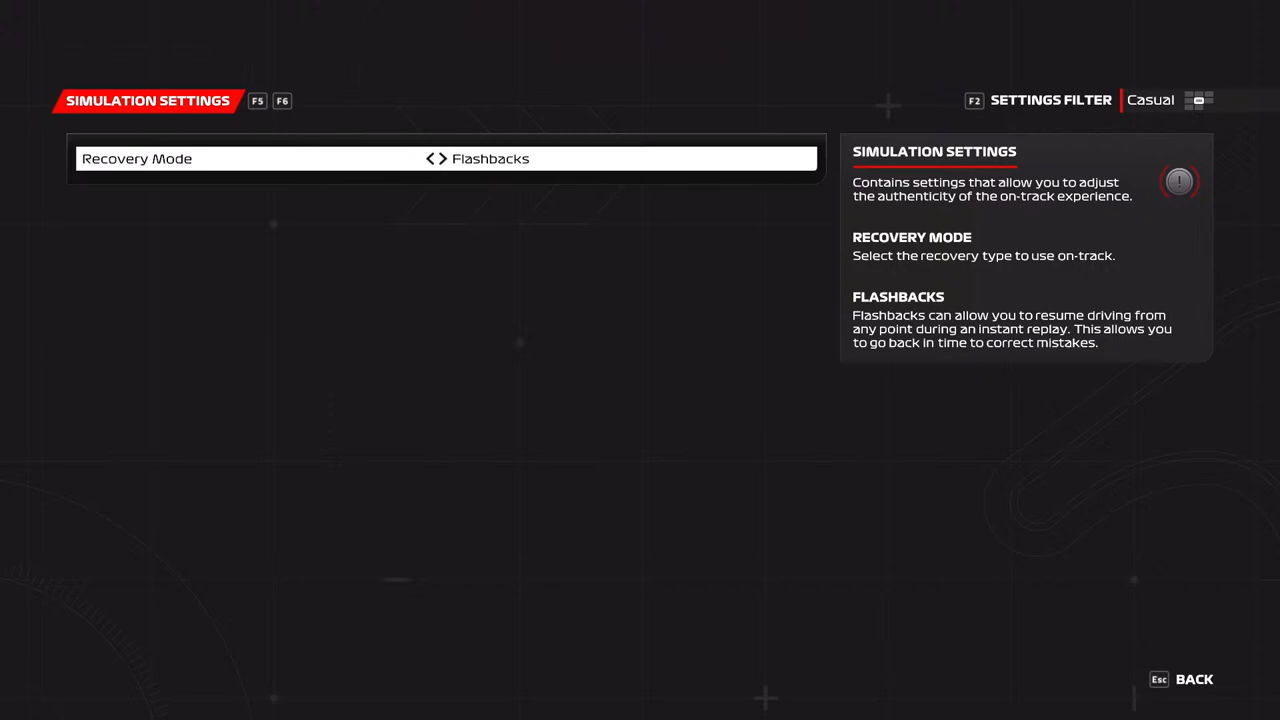 SIMULATION SETTINGS F5 F6
F2 SETTINGS FILTER Casual
Recovery Mode Flashbacks
SIMULATION SETTINGS
Contains settings that allow you to adjust
the authenticity of the on-track experience.
RECOVERY MODE
Select the recovery type to use on-track.
FLASHBACKS
Flashbacks can allow you to resume driving from
any point during an instant replay. This allows you
to go back in time to correct mistakes.
Esc BACK